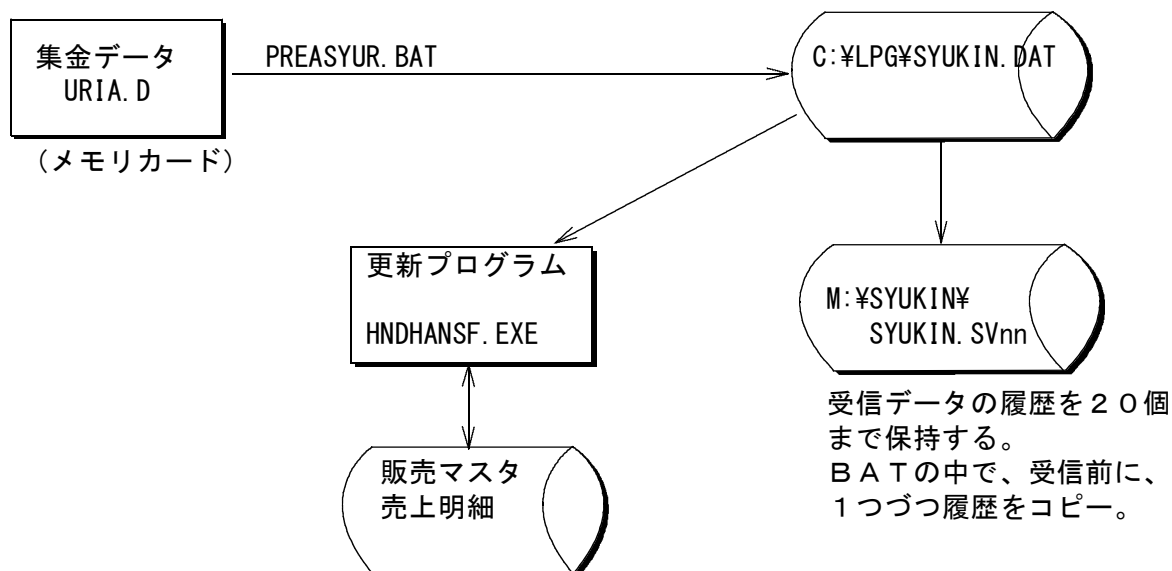 集金データ
URIA.D
(メモリカード)
PREASYUR.BAT
C:¥LPG¥SYUKIN.DAT
更新プログラム
HNDHANSF.EXE
M:¥SYUKIN¥
SYUKIN.SVnn
受信データの履歴を20個
まで保持する。
BATの中で、受信前に、
1つづつ履歴をコピー。
販売マスタ
売上明細